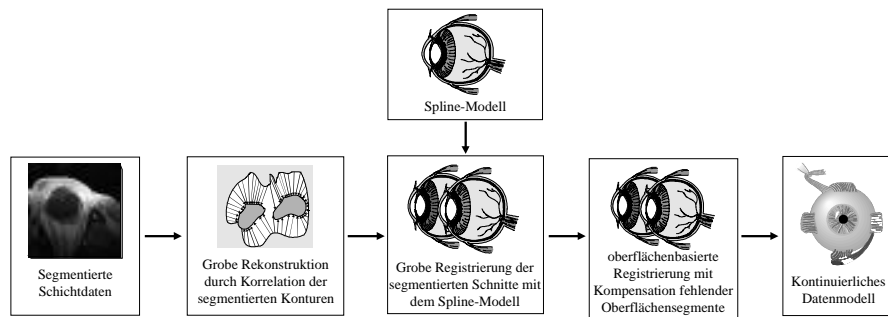 Spline-Modell
Segmentierte
Schichtdaten
Grobe Rekonstruktion
durch Korrelation der
segmentierten Konturen
Grobe Registrierung der
segmentierten Schnitte mit
dem Spline-Modell
oberflächenbasierte
Registrierung mit
Kompensation fehlender
Oberflächensegmente
Kontinuierliches
Datenmodell